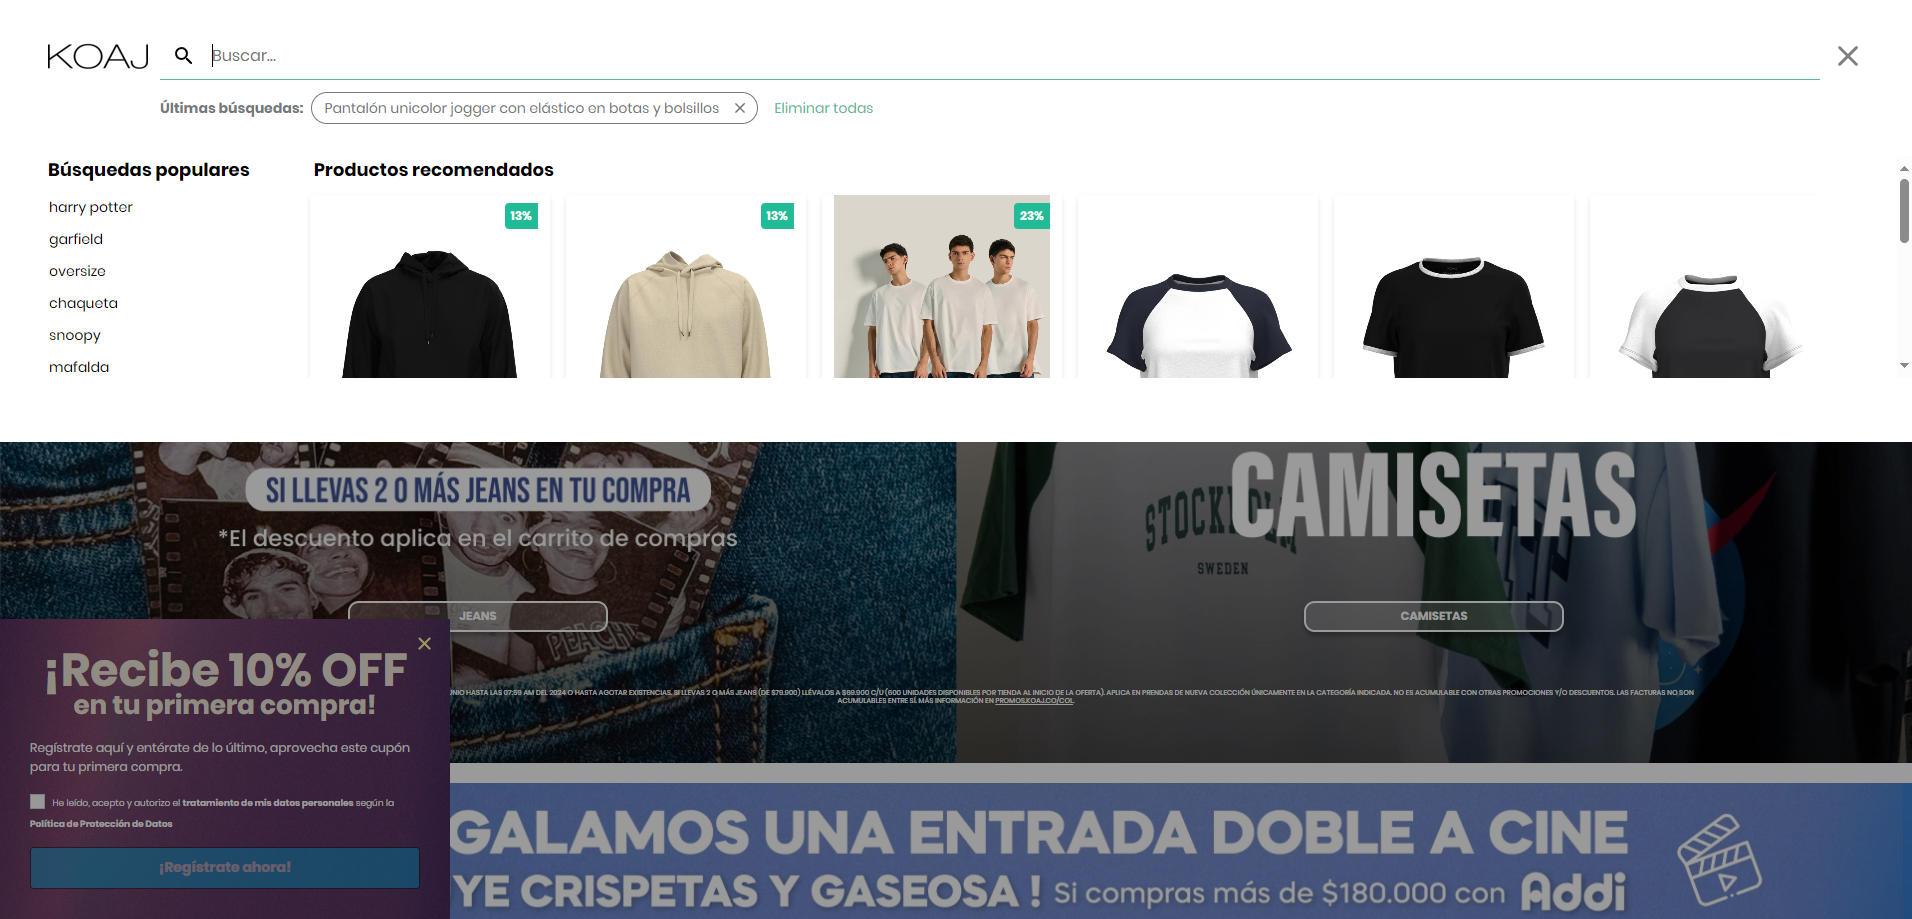 KOAJ
Buscar...
Últimas búsquedas: Pantalón unicolor jogger con elástico en botas y bolsillos Eliminar todas
Búsquedas populares
harry potter
garfield
oversize
chaqueta
snoopy
mafalda
Productos recomendados
13%
13%
23%
SI LLEVAS 2 O MÁS JEANS EN TU COMPRA
*El descuento aplica en el carrito de compras
JEANS
PEACH
CAMISETAS
SWEDEN
CAMISETAS
HASTA LAS 07:59 AM DEL 2024 O HASTA AGOTAR EXISTENCIAS. SI LLEVAS 2 O MÁS JEANS (DE $79.900) LLÉVALOS A $69.900 C/U (600 UNIDADES DISPONIBLES POR TIENDA AL INICIO DE LA OFERTA). APLICA EN PRENDAS DE NUEVA COLECCIÓN ÚNICAMENTE EN LA CATEGORÍA INDICADA. NO ES ACUMULABLE CON OTRAS PROMOCIONES Y/O DESCUENTOS. LAS FACTURAS NO SON
ACUMULABLES ENTRE SÍ. MÁS INFORMACIÓN EN PROMOS.KOAJ.CO/COL
¡Recibe 10% OFF
en tu primera compra!
Regístrate aquí y entérate de lo último, aprovecha este cupón
para tu primera compra.
He leído, acepto y autorizo el tratamiento de mis datos personales según la
Política de Protección de Datos
¡Regístrate ahora!
GALAMOS UNA ENTRADA DOBLE A CINE
YE CRISPETAS Y GASEOSA ! Si compras más de $180.000 con Addi